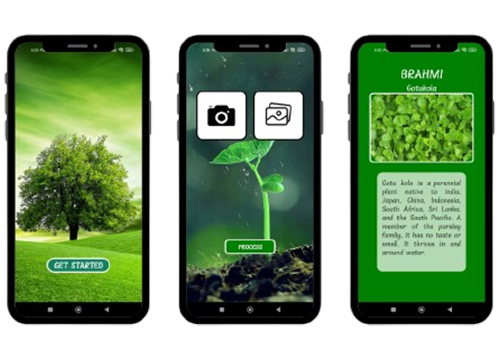 GET STARTED
PROCESS
BRAHMI
Gotukola
Gotu kola is a perennial
plant native to India,
Japan, China, Indonesia,
South Africa, Sri Lanka,
and the South Pacific. A
member of the parsley
family, it has no taste or
smell. It thrives in and
around water.